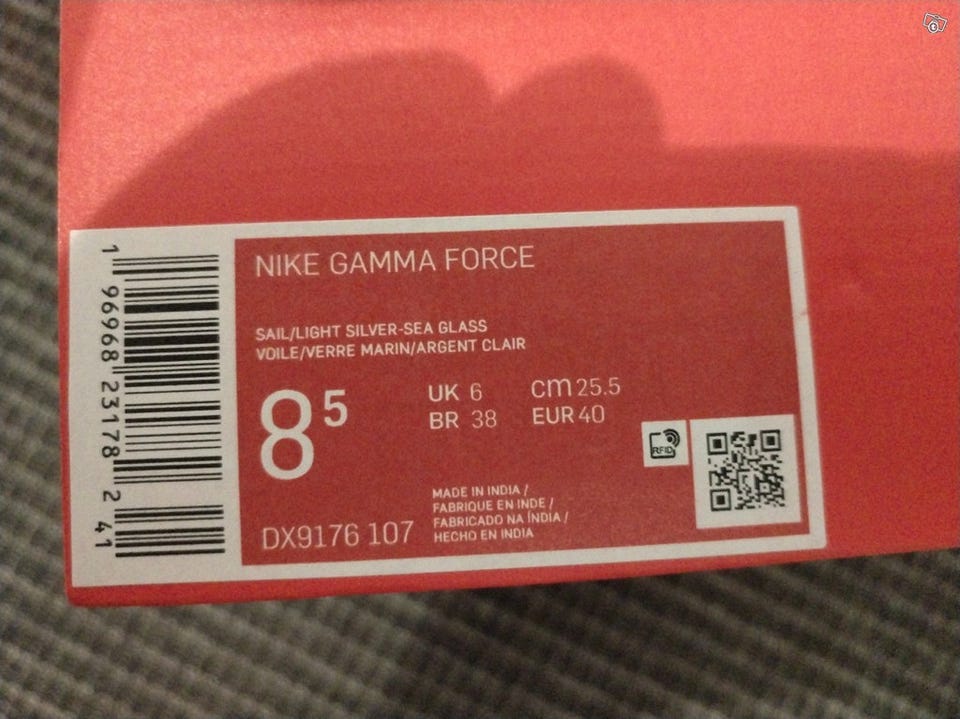 NIKE GAMMA FORCE
SAIL/LIGHT SILVER-SEA GLASS
VOILE/VERRE MARIN/ARGENT CLAIR
8⁵
UK 6 cm 25.5
BR 38 EUR 40
RFID
MADE IN INDIA /
FABRIQUE EN INDE /
FABRICADO NA ÍNDIA /
HECHO EN INDIA
DX9176 107
1 96968 23178 2 41